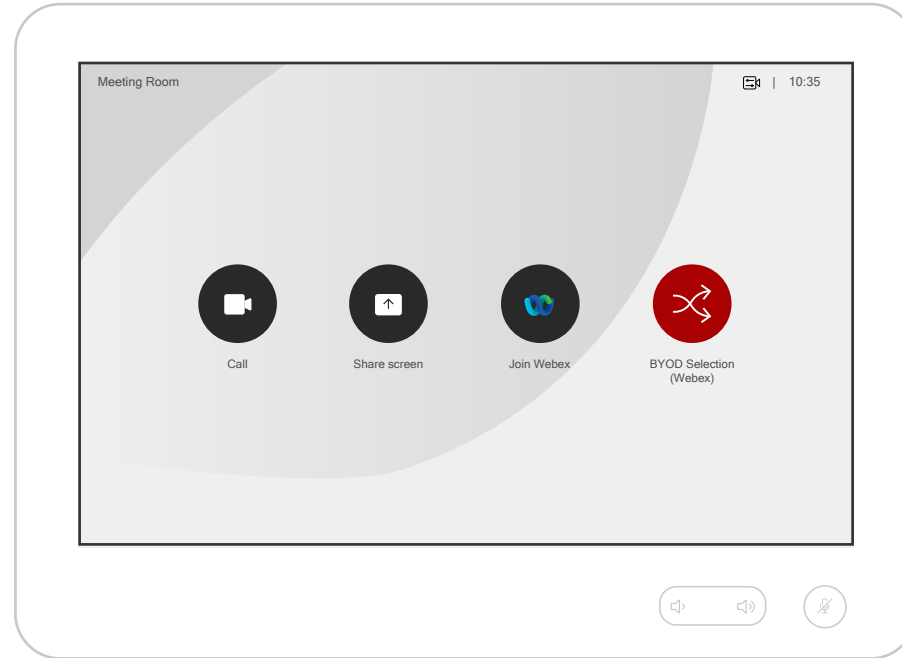 Meeting Room
| 10:35
Call
Share screen
Join Webex
BYOD Selection
(Webex)